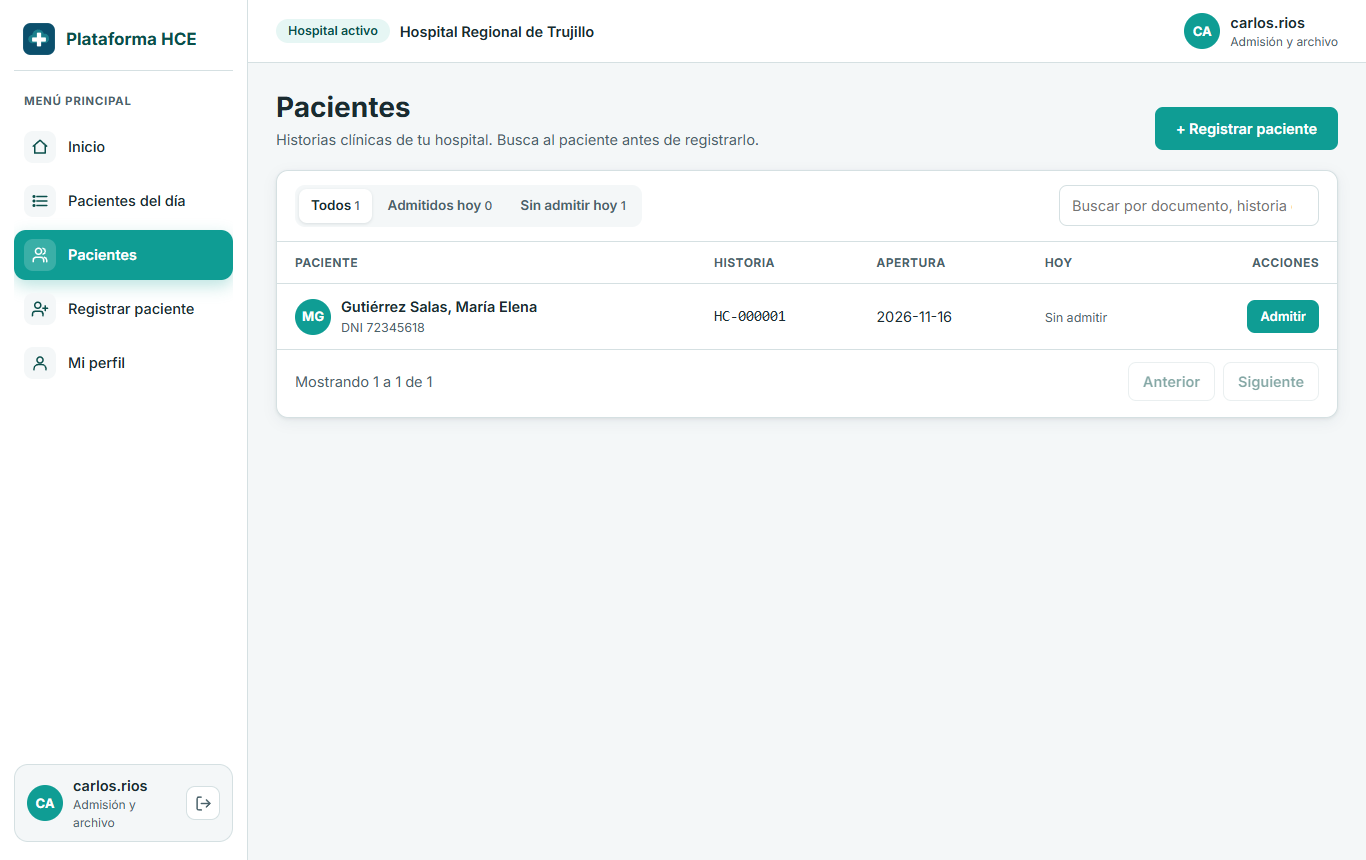 Plataforma HCE
MENÚ PRINCIPAL
Inicio
Pacientes del día
Pacientes
Registrar paciente
Mi perfil
CA
carlos.rios
Admisión y
archivo
Hospital activo
Hospital Regional de Trujillo
CA
carlos.rios
Admisión y archivo
Pacientes
Historias clínicas de tu hospital. Busca al paciente antes de registrarlo.
+ Registrar paciente
Todos 1
Admitidos hoy 0
Sin admitir hoy 1
Buscar por documento, historia
PACIENTE
HISTORIA
APERTURA
HOY
ACCIONES
MG
Gutiérrez Salas, María Elena
DNI 72345618
HC-000001
2026-11-16
Sin admitir
Admitir
Mostrando 1 a 1 de 1
Anterior
Siguiente